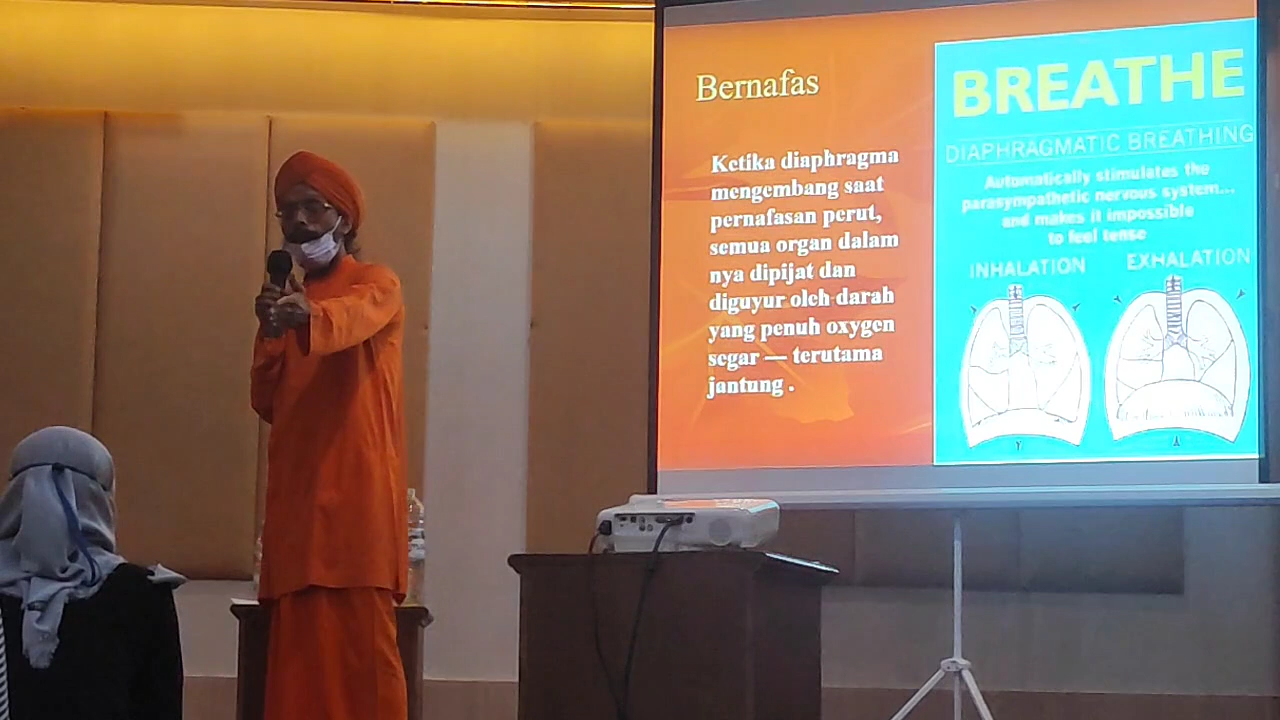 Bernafas
Ketika diaphragma
mengembang saat
pernafasan perut,
semua organ dalam
nya dipijat dan
diguyur oleh darah
yang penuh oxygen
segar — terutama
jantung .
BREATHE
DIAPHRAGMATIC BREATHING
Automatically stimulates the
parasympathetic nervous system...
and makes it impossible
to feel tense
INHALATION
EXHALATION